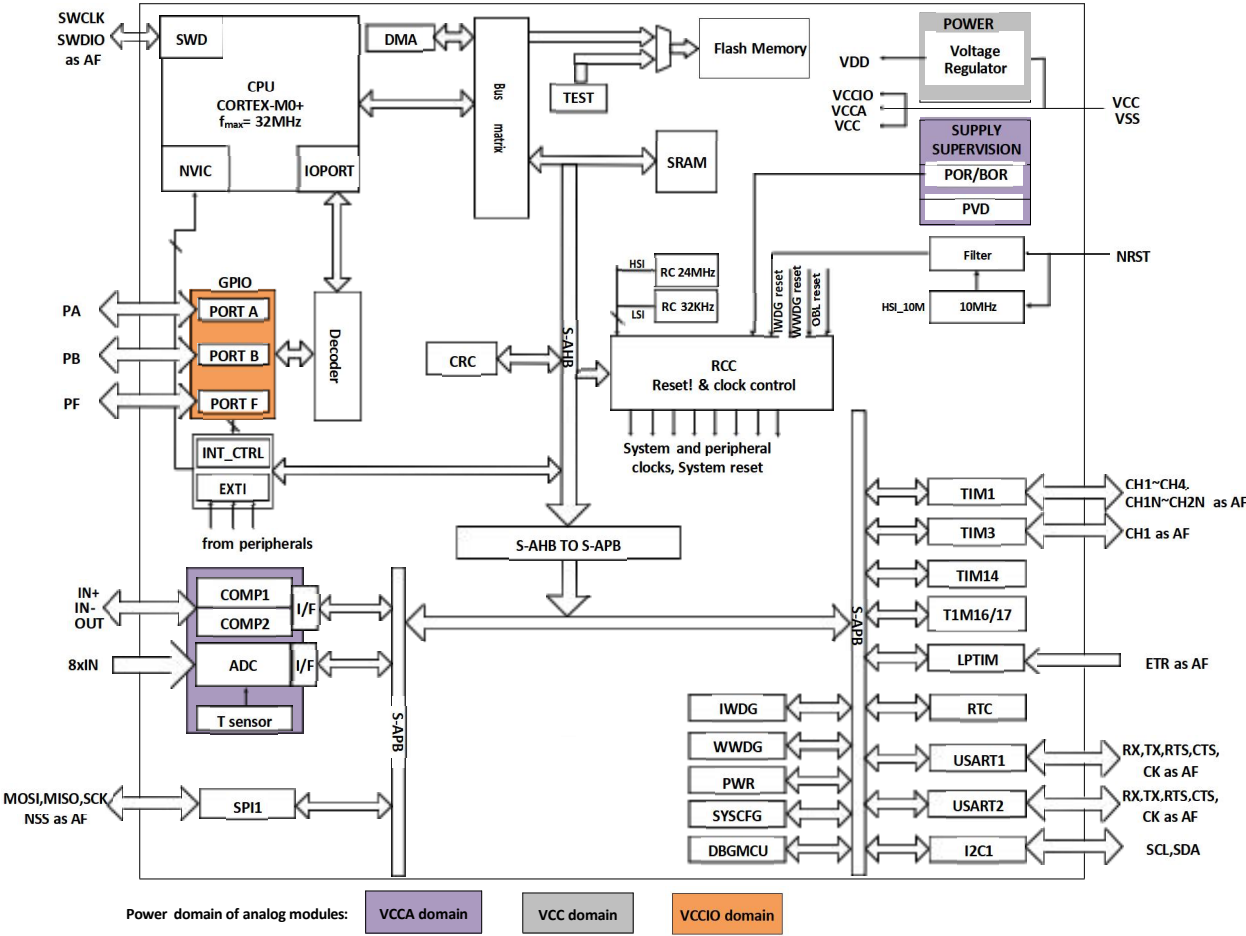 SWCLK
SWDIO
as AF
SWD
CPU
CORTEX-M0+
fmax= 32MHz
NVIC
IOPORT
DMA
Bus matrix
TEST
Flash Memory
SRAM
POWER
Voltage
Regulator
VDD
VCCIO
VCCA
VCC
VCC
VSS
SUPPLY
SUPERVISION
POR/BOR
PVD
Filter
NRST
HSI_10M
10MHz
HSI
RC 24MHz
LSI
RC 32KHz
IWDG reset
WWDG reset
OBL reset
GPIO
PA
PORT A
PB
PORT B
PF
PORT F
Decoder
CRC
S-AHB
RCC
Reset! & clock control
System and peripheral
clocks, System reset
INT_CTRL
EXTI
from peripherals
S-AHB TO S-APB
IN+
IN-
OUT
COMP1
COMP2
I/F
8xIN
ADC
I/F
T sensor
S-APB
MOSI,MISO,SCK
NSS as AF
SPI1
S-APB
IWDG
WWDG
PWR
SYSCFG
DBGMCU
TIM1
CH1~CH4.
CH1N~CH2N as AF
TIM3
CH1 as AF
TIM14
T1M16/17
LPTIM
ETR as AF
RTC
USART1
RX,TX,RTS,CTS,
CK as AF
USART2
RX,TX,RTS,CTS,
CK as AF
I2C1
SCL,SDA
Power domain of analog modules:
VCCA domain
VCC domain
VCCIO domain